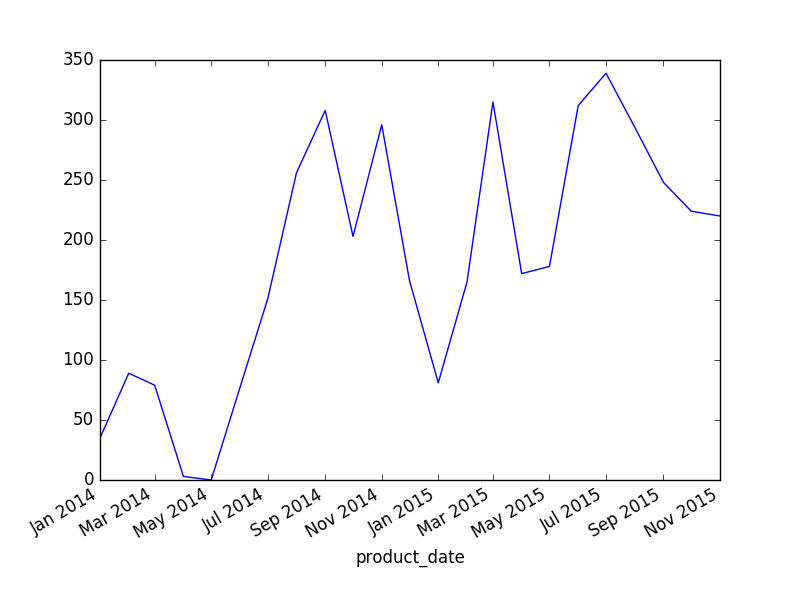 350
300
250
200
150
100
50
0
Jan 2014
Mar 2014
May 2014
Jul 2014
Sep 2014
Nov 2014
Jan 2015
Mar 2015
May 2015
Jul 2015
Sep 2015
Nov 2015
product_date